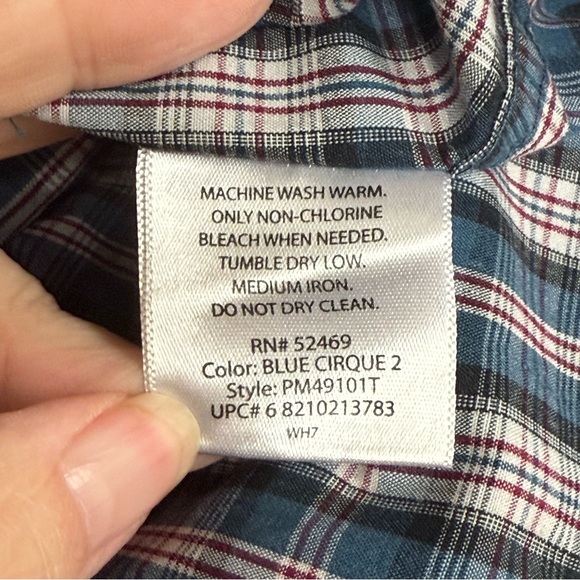 MACHINE WASH WARM.
ONLY NON-CHLORINE
BLEACH WHEN NEEDED.
TUMBLE DRY LOW.
MEDIUM IRON.
DO NOT DRY CLEAN.
RN# 52469
Color: BLUE CIRQUE 2
Style: PM49101T
UPC# 6 8210213783
WH7